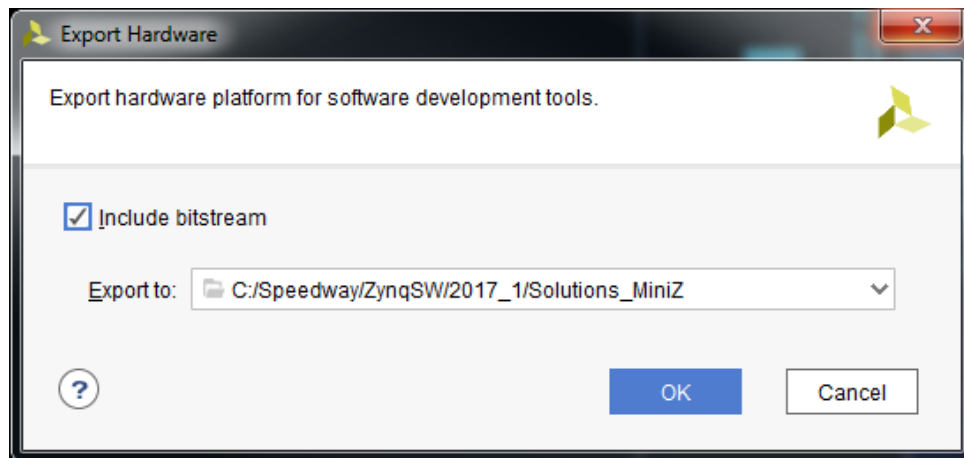 Export Hardware
Export hardware platform for software development tools.
Include bitstream
Export to: C:/Speedway/ZynqSW/2017_1/Solutions_MiniZ
? OK Cancel